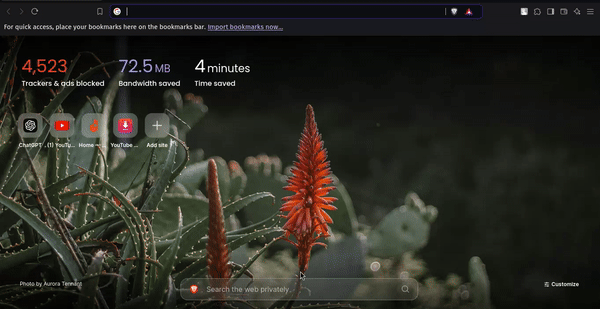 For quick access, place your bookmarks here on the bookmarks bar. Import bookmarks now...
4,523
Trackers & ads blocked
72.5 MB
Bandwidth saved
4 minutes
Time saved
ChatGPT
(1) YouTu...
Home —...
YouTube ...
Add site
Photo by Aurora Tennant
Search the web privately
Customize